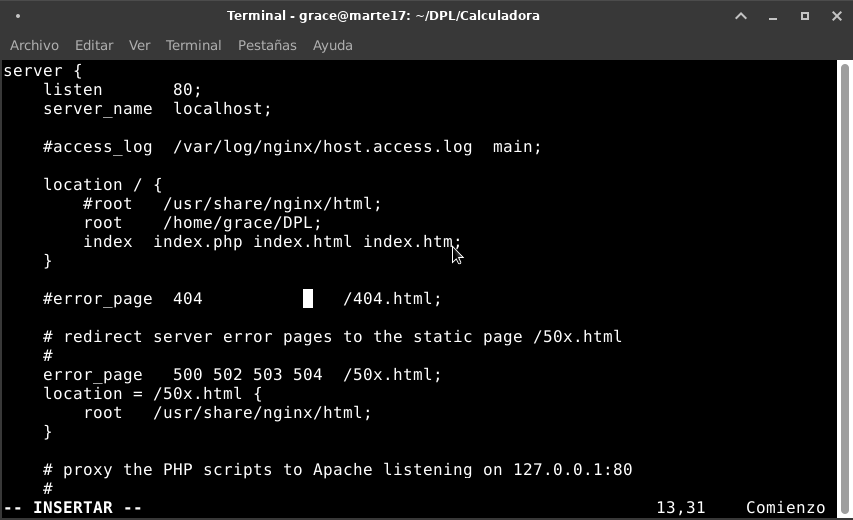 Terminal - grace@marte17: ~/DPL/Calculadora
Archivo Editar Ver Terminal Pestañas Ayuda
server {
    listen       80;
    server_name  localhost;

    #access_log  /var/log/nginx/host.access.log  main;

    location / {
        #root   /usr/share/nginx/html;
        root    /home/grace/DPL;
        index  index.php index.html index.htm;
    }

    #error_page  404              /404.html;

    # redirect server error pages to the static page /50x.html
    #
    error_page   500 502 503 504  /50x.html;
    location = /50x.html {
        root   /usr/share/nginx/html;
    }

    # proxy the PHP scripts to Apache listening on 127.0.0.1:80
    #
-- INSERTAR -- 13,31 Comienzo